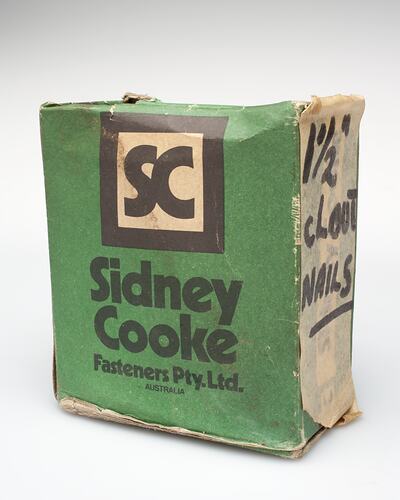 SC
Sidney
Cooke
Fasteners Pty. Ltd.
AUSTRALIA
1½"
CLOUT
NAILS